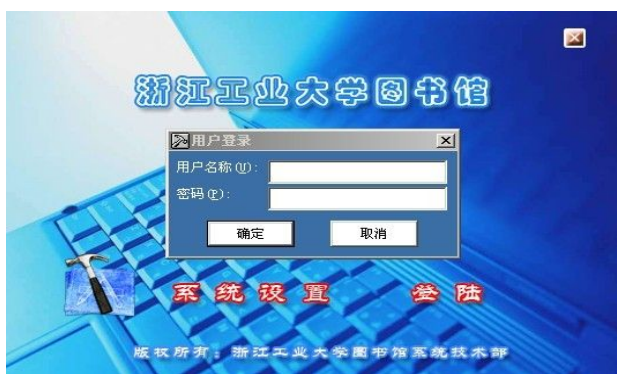 浙江工业大学图书馆
用户登录
用户名称(U):
密码(P):
确定 取消
系统设置 登陆
版权所有：浙江工业大学图书馆系统技术部